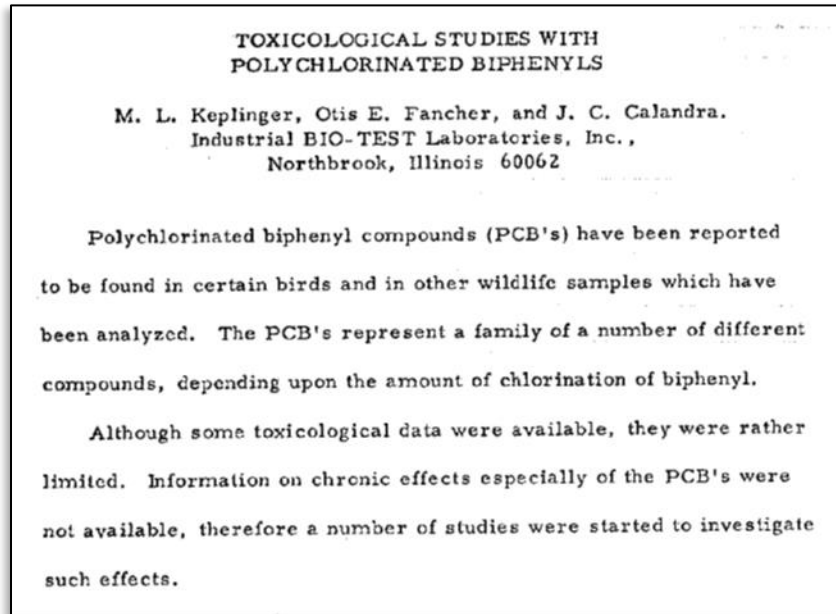 TOXICOLOGICAL STUDIES WITH
POLYCHLORINATED BIPHENYLS
M. L. Keplinger, Otis E. Fancher, and J. C. Calandra.
Industrial BIO-TEST Laboratories, Inc.,
Northbrook, Illinois 60062
Polychlorinated biphenyl compounds (PCB's) have been reported
to be found in certain birds and in other wildlife samples which have
been analyzed. The PCB's represent a family of a number of different
compounds, depending upon the amount of chlorination of biphenyl.
Although some toxicological data were available, they were rather
limited. Information on chronic effects especially of the PCB's were
not available, therefore a number of studies were started to investigate
such effects.